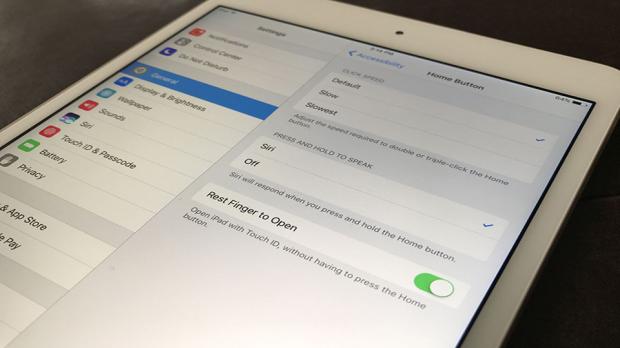 Settings
Notifications
Control Center
Do Not Disturb
General
Display & Brightness
AA
Wallpaper
Sounds
Siri
Touch ID & Passcode
Battery
Privacy
& App Store
Pay
Accessibility
Home Button
64%
CLICK SPEED
Default
Slow
Slowest
Adjust the speed required to double or triple-click the Home
button.
PRESS AND HOLD TO SPEAK
Siri
Off
Siri will respond when you press and hold the Home button.
Rest Finger to Open
Open iPad with Touch ID, without having to press the Home
button.